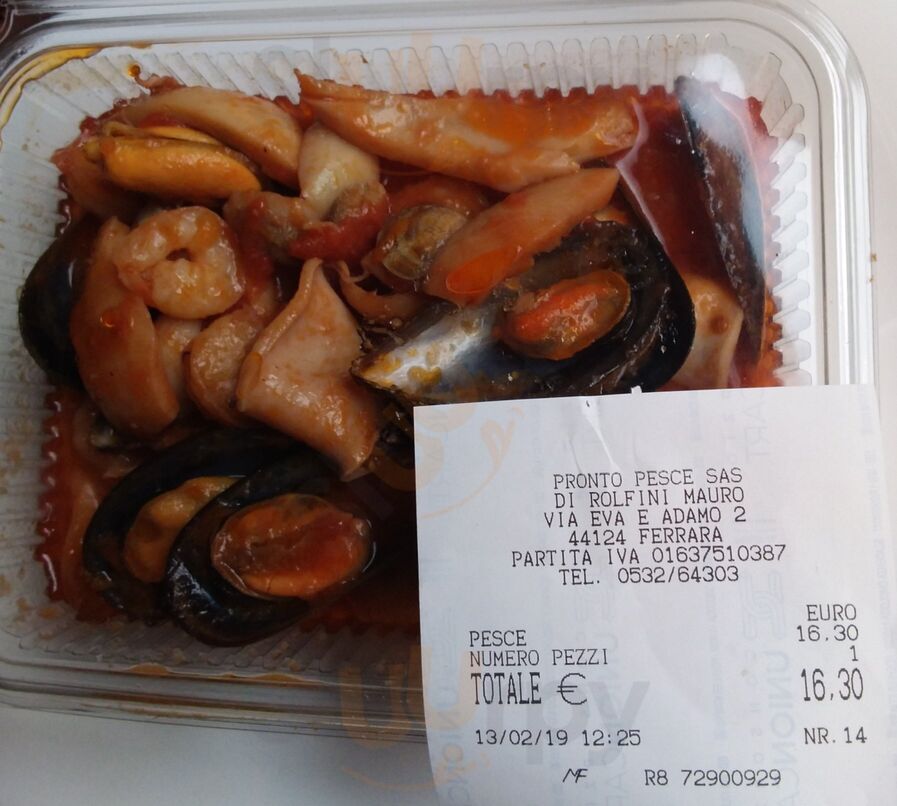 PRONTO PESCE SAS
DI ROLFINI MAURO
VIA EVA E ADAMO 2
44124 FERRARA
PARTITA IVA 01637510387
TEL. 0532/64303
EURO
PESCE 16.30
NUMERO PEZZI 1
TOTALE € 16,30
13/02/19 12:25 NR.14
MF R8 72900929